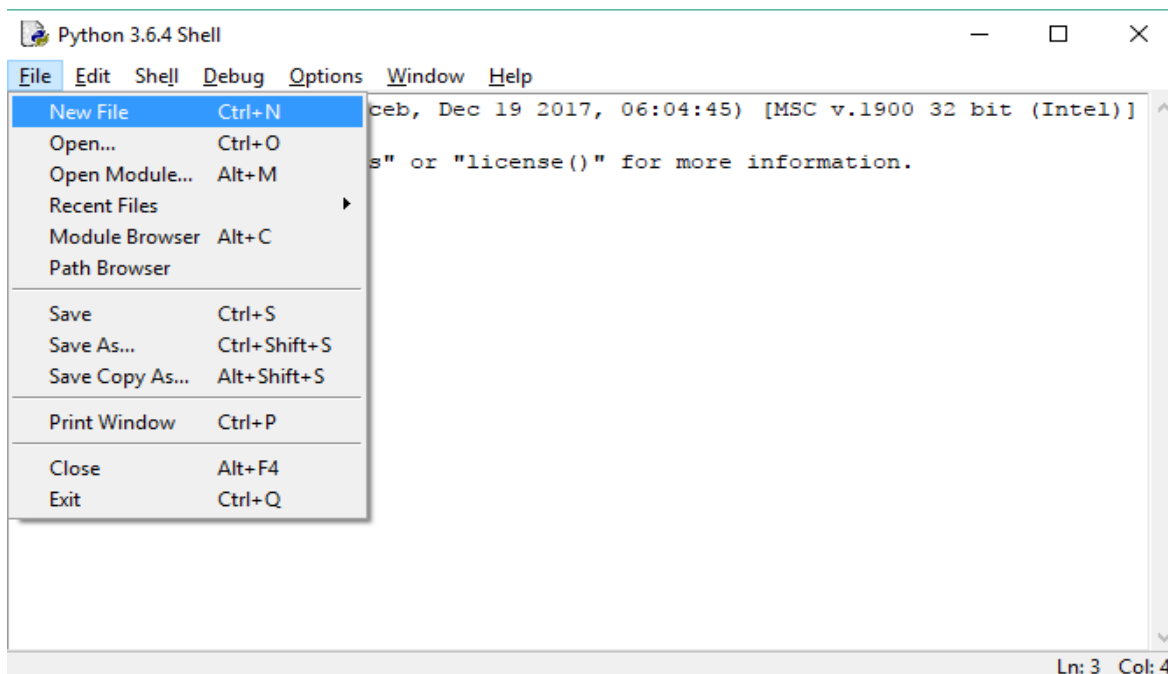 Python 3.6.4 Shell
File Edit Shell Debug Options Window Help
New File Ctrl+N
ceb, Dec 19 2017, 06:04:45) [MSC v.1900 32 bit (Intel)]
Open... Ctrl+O
s" or "license()" for more information.
Open Module... Alt+M
Recent Files
Module Browser Alt+C
Path Browser
Save Ctrl+S
Save As... Ctrl+Shift+S
Save Copy As... Alt+Shift+S
Print Window Ctrl+P
Close Alt+F4
Exit Ctrl+Q
Ln: 3 Col: 4